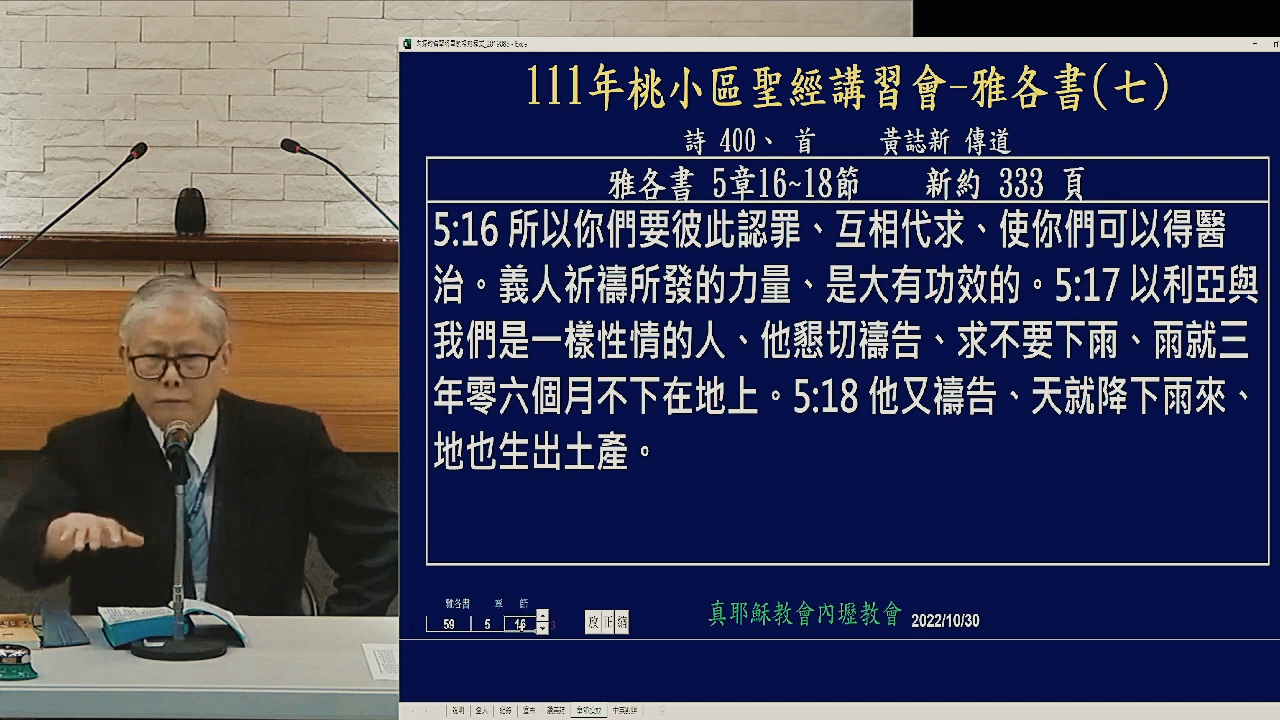 111年桃小區聖經講習會-雅各書(七)
詩 400、 首 黃誌新 傳道
雅各書 5章16~18節 新約 333 頁
5:16 所以你們要彼此認罪、互相代求、使你們可以得醫
治。義人祈禱所發的力量、是大有功效的。5:17 以利亞與
我們是一樣性情的人、他懇切禱告、求不要下雨、雨就三
年零六個月不下在地上。5:18 他又禱告、天就降下雨來、
地也生出土產。
雅各書 章 節
59 5 16
真耶穌教會內壢教會 2022/10/30